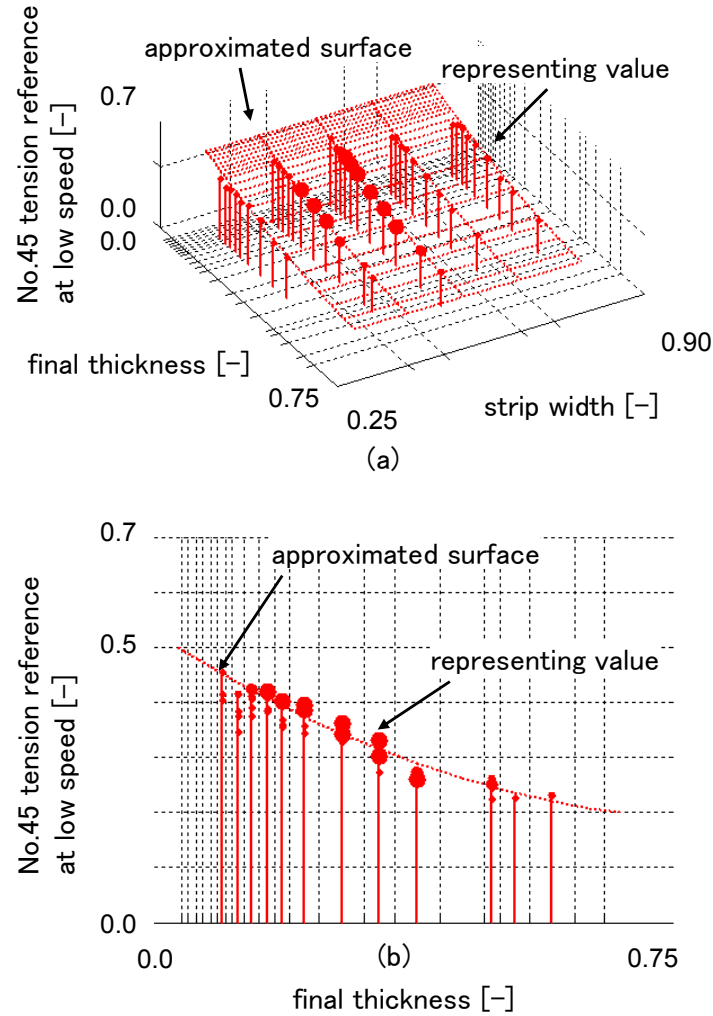 approximated surface
representing value
0.7
0.0
0.0
No.45 tension reference
at low speed [-]
final thickness [-]
0.75
0.25
strip width [-]
0.90
(a)
0.7
approximated surface
0.5
representing value
No.45 tension reference
at low speed [-]
0.0
0.0
(b)
0.75
final thickness [-]